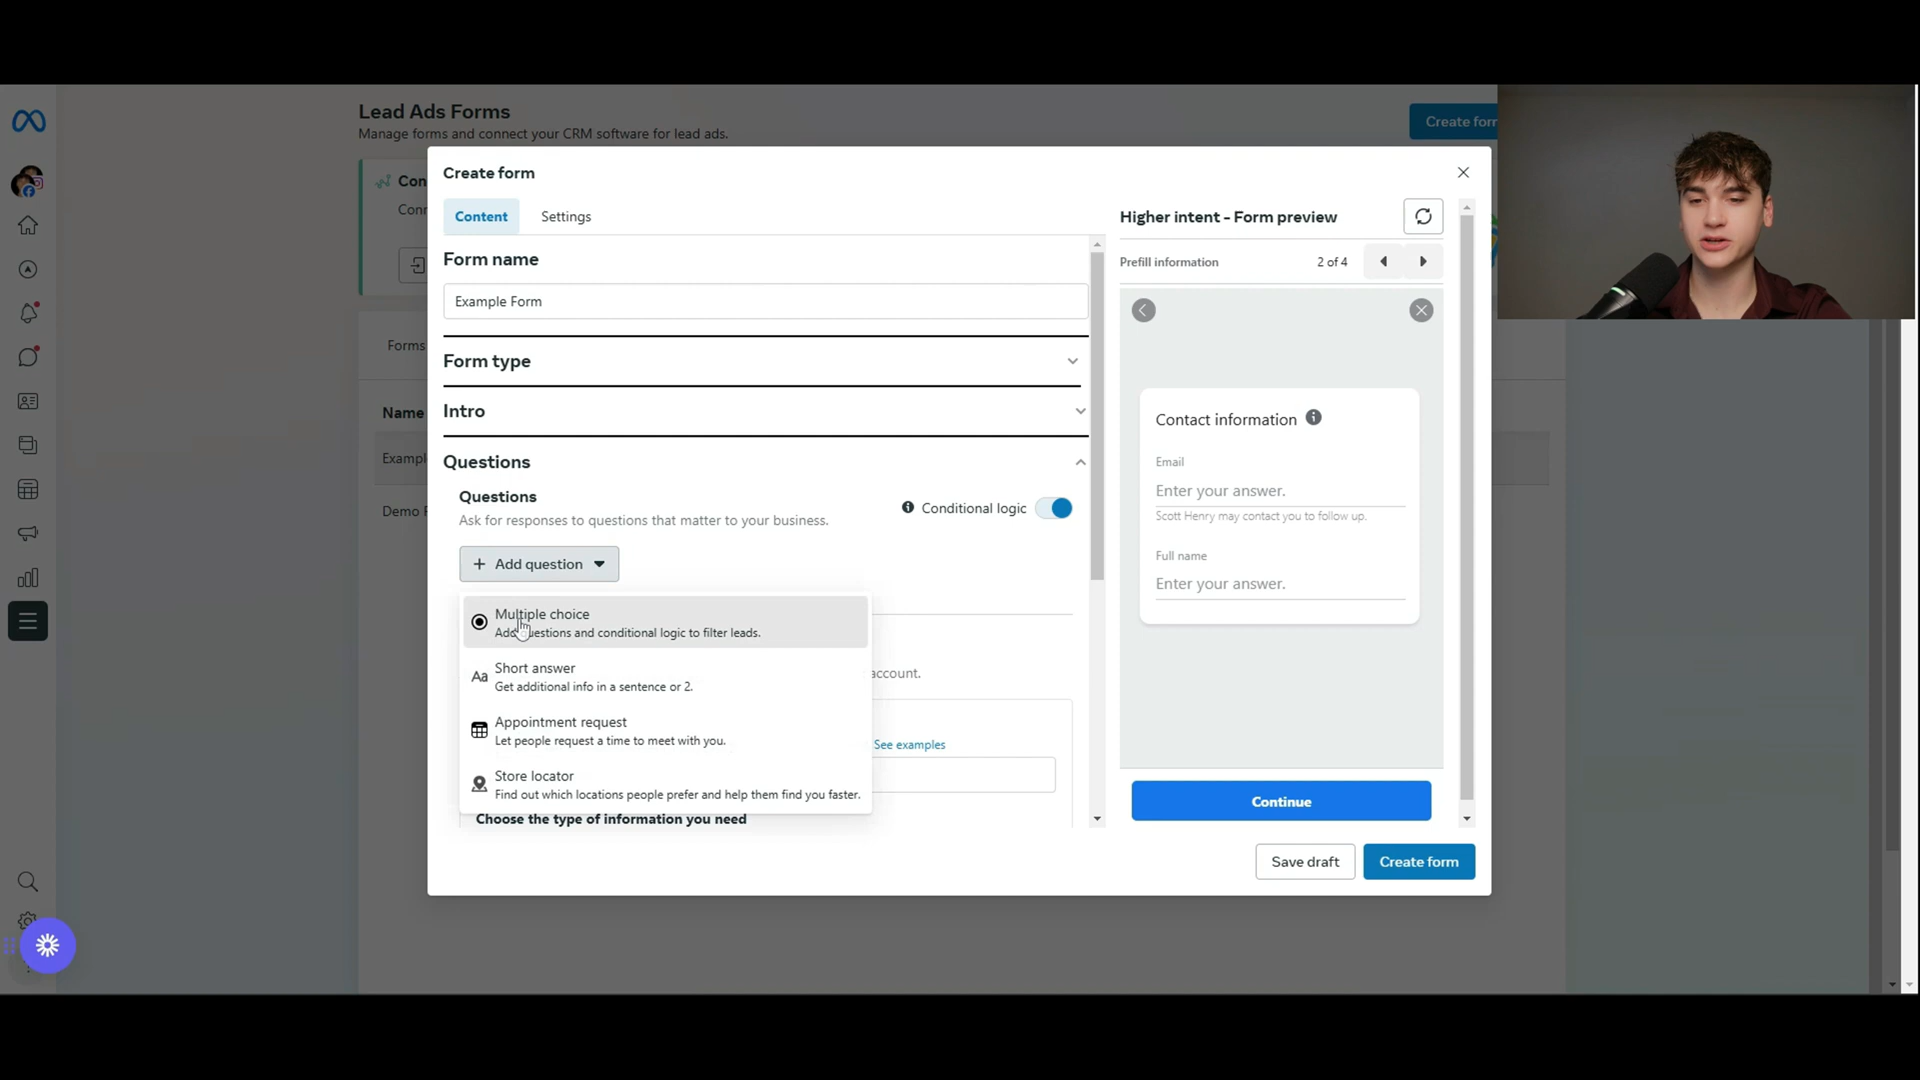 Lead Ads Forms
Manage forms and connect your CRM software for lead ads.
Create form
Content
Settings
Form name
Example Form
Form type
Intro
Questions
Questions
Ask for responses to questions that matter to your business.
Conditional logic
+ Add question
Multiple choice
Add questions and conditional logic to filter leads.
Aa
Short answer
Get additional info in a sentence or 2.
Appointment request
Let people request a time to meet with you.
Store locator
Find out which locations people prefer and help them find you faster.
account.
See examples
Choose the type of information you need
Higher intent - Form preview
Prefill information
2 of 4
Contact information
Email
Enter your answer.
Scott Henry may contact you to follow up.
Full name
Enter your answer.
Continue
Save draft
Create form
Forms
Name
Demo